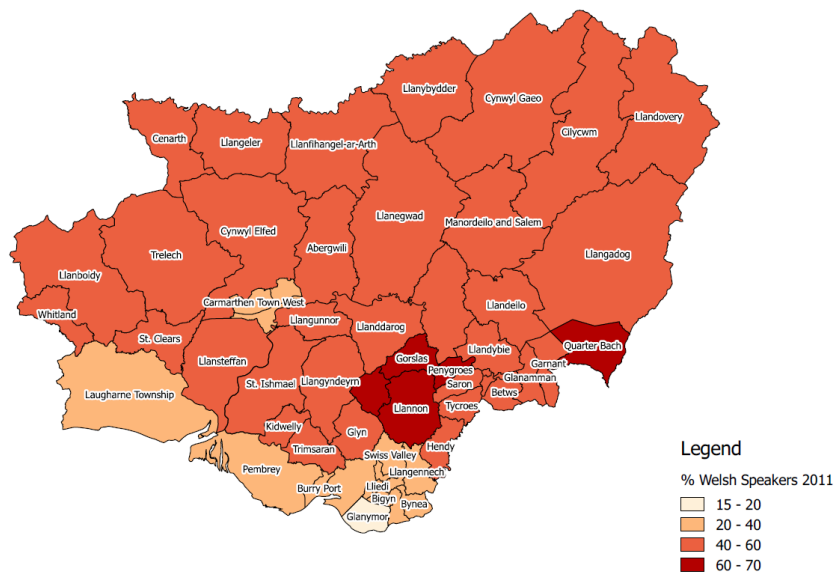 Llanybydder
Cynwyl Gaeo
Llandovery
Cilycwm
Cenarth
Llangeler
Llanfihangel-ar-Arth
Llanegwad
Manordeilo and Salem
Cynwyl Elfed
Abergwili
Trelech
Llangadog
Llanboidy
Carmarthen Town West
Llandeilo
Whitland
Llangunnor
Llanddarog
St. Clears
Quarter Bach
Llandybie
Gorslas
Llansteffan
Garnant
Penygroes
Glanamman
St. Ishmael
Llangyndeyrn
Saron
Betws
Laugharne Township
Tycroes
Llannon
Kidwelly
Glyn
Hendy
Trimsaran
Swiss Valley
Pembrey
Llangennech
Burry Port
Lliedi
Bigyn
Bynea
Glanymor
Legend
% Welsh Speakers 2011
15 - 20
20 - 40
40 - 60
60 - 70